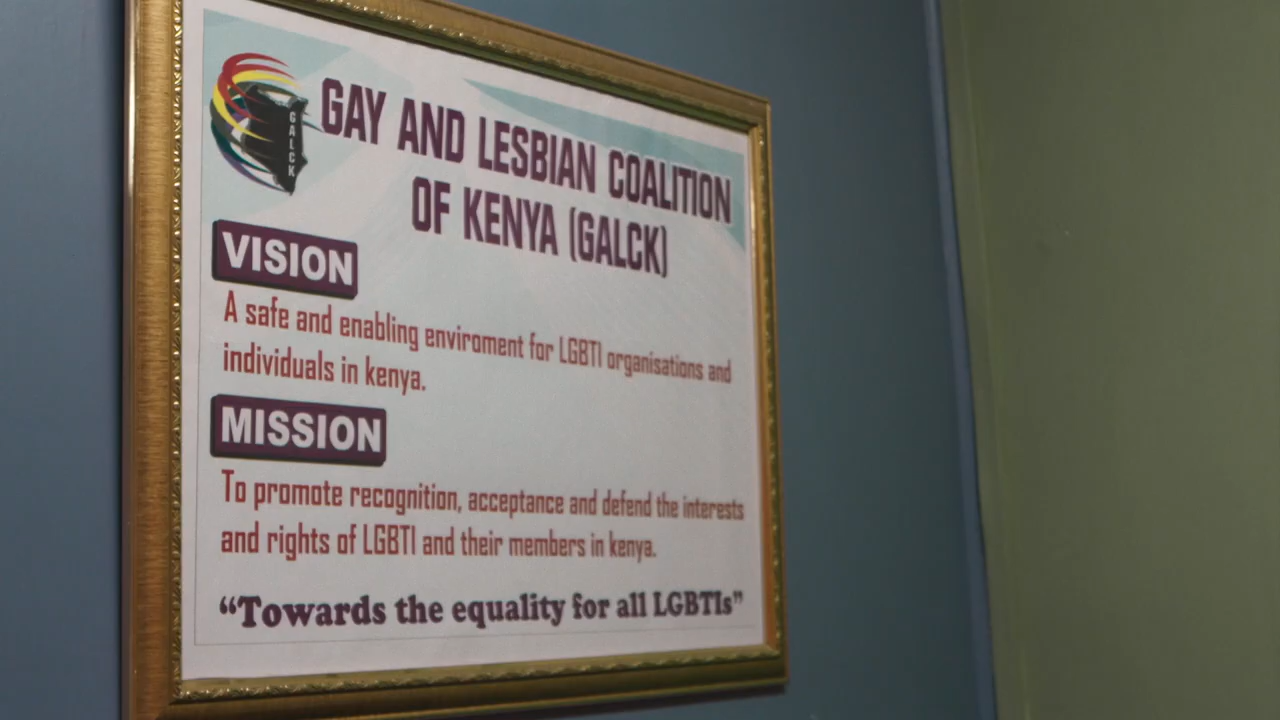 GALCK
GAY AND LESBIAN COALITION
OF KENYA (GALCK)
VISION
A safe and enabling enviroment for LGBTI organisations and
individuals in kenya.
MISSION
To promote recognition, acceptance and defend the interests
and rights of LGBTI and their members in kenya.
“Towards the equality for all LGBTIs”